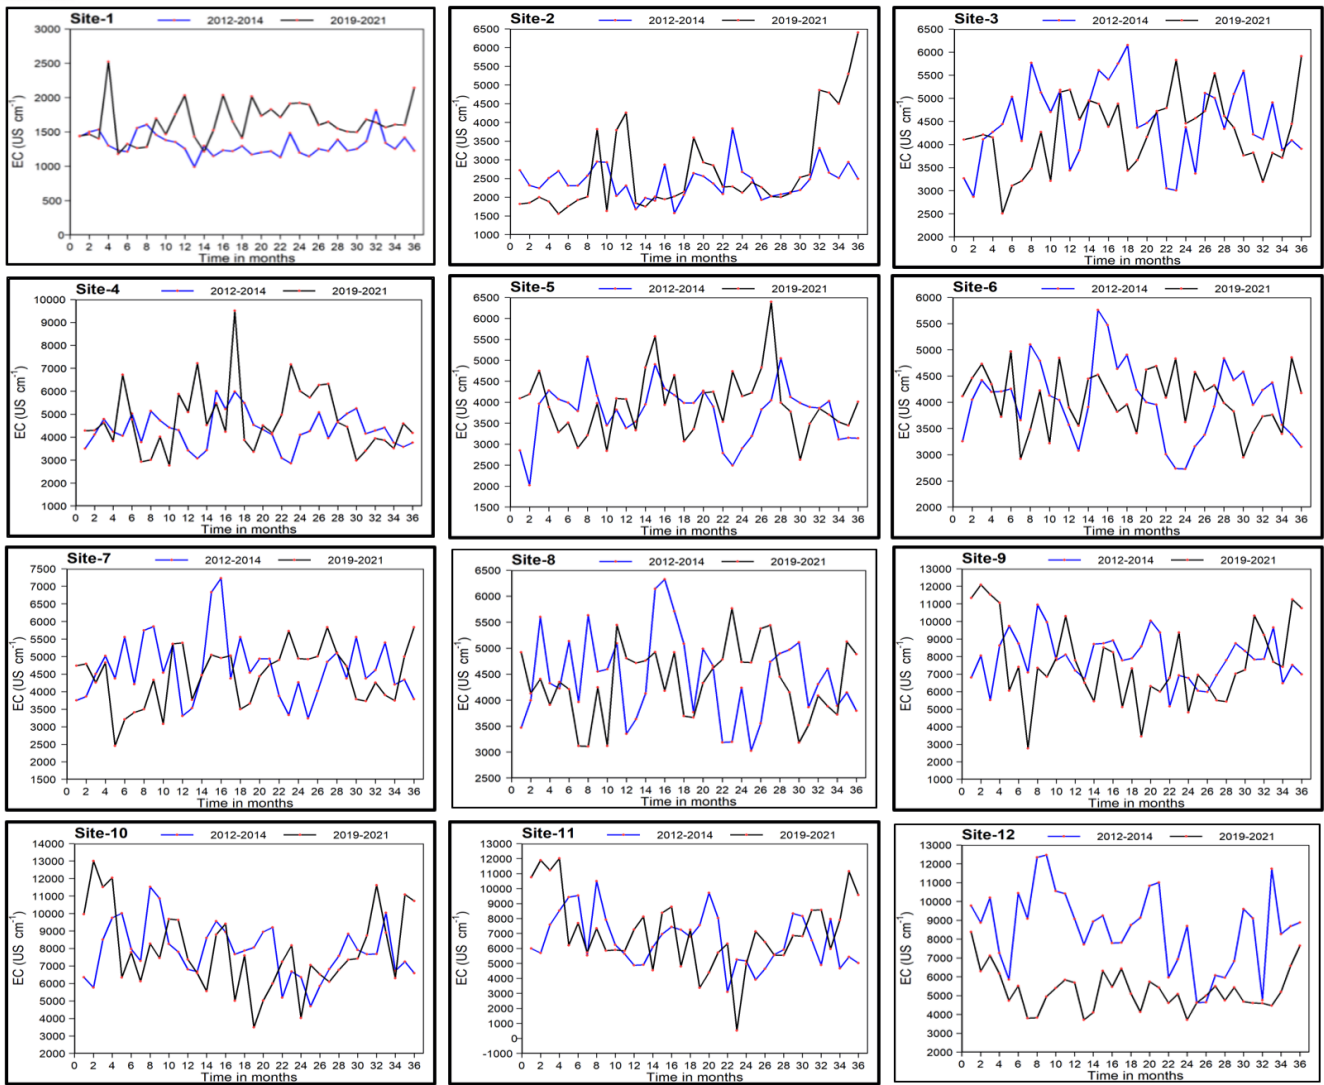 Site-1 2012-2014 2019-2021
3000
2500
2000
1500
1000
500
0
EC (US cm⁻¹)
0 2 4 6 8 10 12 14 16 18 20 22 24 26 28 30 32 34 36
Time in months
Site-2 2012-2014 2019-2021
6500
6000
5500
5000
4500
4000
3500
3000
2500
2000
1500
1000
EC (US cm⁻¹)
0 2 4 6 8 10 12 14 16 18 20 22 24 26 28 30 32 34 36
Time in months
Site-3 2012-2014 2019-2021
6500
6000
5500
5000
4500
4000
3500
3000
2500
2000
EC (US cm⁻¹)
0 2 4 6 8 10 12 14 16 18 20 22 24 26 28 30 32 34 36
Time in months
Site-4 2012-2014 2019-2021
10000
9000
8000
7000
6000
5000
4000
3000
2000
1000
EC (US cm⁻¹)
0 2 4 6 8 10 12 14 16 18 20 22 24 26 28 30 32 34 36
Time in months
Site-5 2012-2014 2019-2021
6500
6000
5500
5000
4500
4000
3500
3000
2500
2000
1500
EC (US cm⁻¹)
0 2 4 6 8 10 12 14 16 18 20 22 24 26 28 30 32 34 36
Time in months
Site-6 2012-2014 2019-2021
6000
5500
5000
4500
4000
3500
3000
2500
2000
EC (US cm⁻¹)
0 2 4 6 8 10 12 14 16 18 20 22 24 26 28 30 32 34 36
Time in months
Site-7 2012-2014 2019-2021
7500
7000
6500
6000
5500
5000
4500
4000
3500
3000
2500
2000
1500
EC (US cm⁻¹)
0 2 4 6 8 10 12 14 16 18 20 22 24 26 28 30 32 34 36
Time in months
Site-8 2012-2014 2019-2021
6500
6000
5500
5000
4500
4000
3500
3000
2500
EC (US cm⁻¹)
0 2 4 6 8 10 12 14 16 18 20 22 24 26 28 30 32 34 36
Time in months
Site-9 2012-2014 2019-2021
13000
12000
11000
10000
9000
8000
7000
6000
5000
4000
3000
2000
1000
EC (US cm⁻¹)
0 2 4 6 8 10 12 14 16 18 20 22 24 26 28 30 32 34 36
Time in months
Site-10 2012-2014 2019-2021
14000
13000
12000
11000
10000
9000
8000
7000
6000
5000
4000
3000
2000
EC (US cm⁻¹)
0 2 4 6 8 10 12 14 16 18 20 22 24 26 28 30 32 34 36
Time in months
Site-11 2012-2014 2019-2021
13000
12000
11000
10000
9000
8000
7000
6000
5000
4000
3000
2000
1000
0
-1000
EC (US cm⁻¹)
0 2 4 6 8 10 12 14 16 18 20 22 24 26 28 30 32 34 36
Time in months
Site-12 2012-2014 2019-2021
13000
12000
11000
10000
9000
8000
7000
6000
5000
4000
3000
2000
EC (US cm⁻¹)
0 2 4 6 8 10 12 14 16 18 20 22 24 26 28 30 32 34 36
Time in months